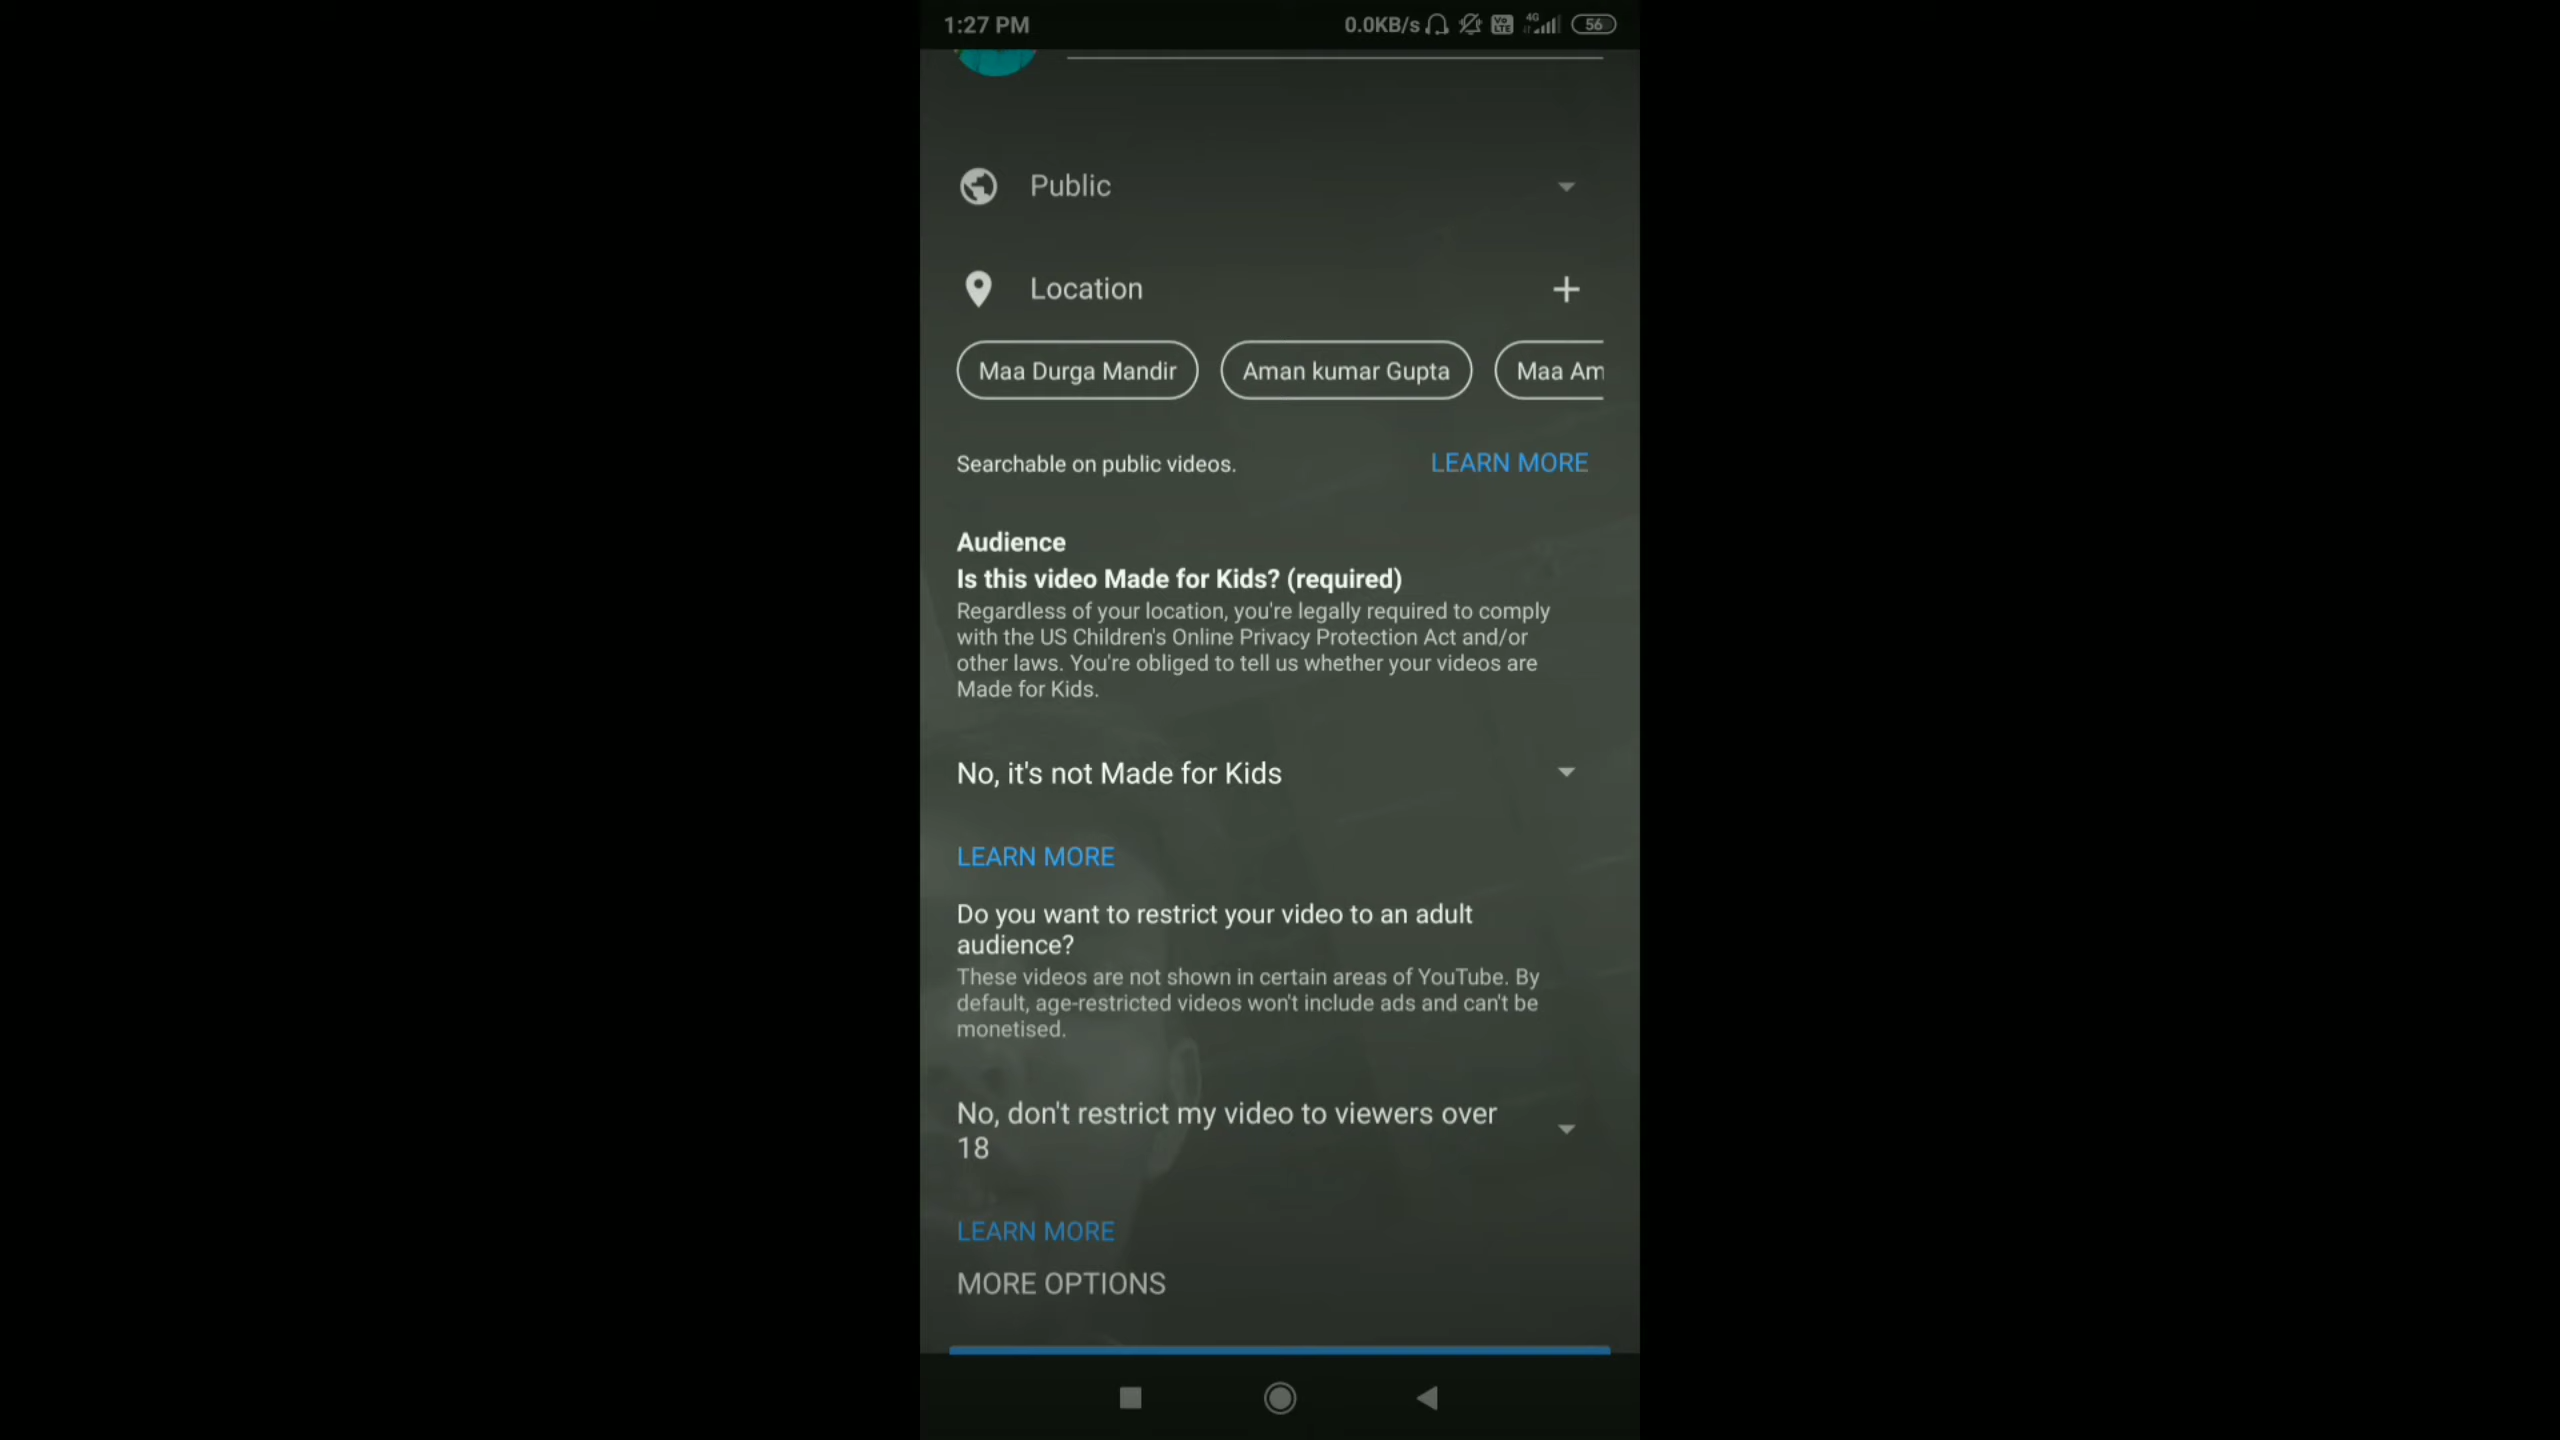 1:27 PM 0.0KB/s Vo LTE 4G 56
Public
Location
Maa Durga Mandir Aman kumar Gupta Maa Am
Searchable on public videos. LEARN MORE
Audience
Is this video Made for Kids? (required)
Regardless of your location, you're legally required to comply
with the US Children's Online Privacy Protection Act and/or
other laws. You're obliged to tell us whether your videos are
Made for Kids.
No, it's not Made for Kids
LEARN MORE
Do you want to restrict your video to an adult
audience?
These videos are not shown in certain areas of YouTube. By
default, age-restricted videos won't include ads and can't be
monetised.
No, don't restrict my video to viewers over
18
LEARN MORE
MORE OPTIONS